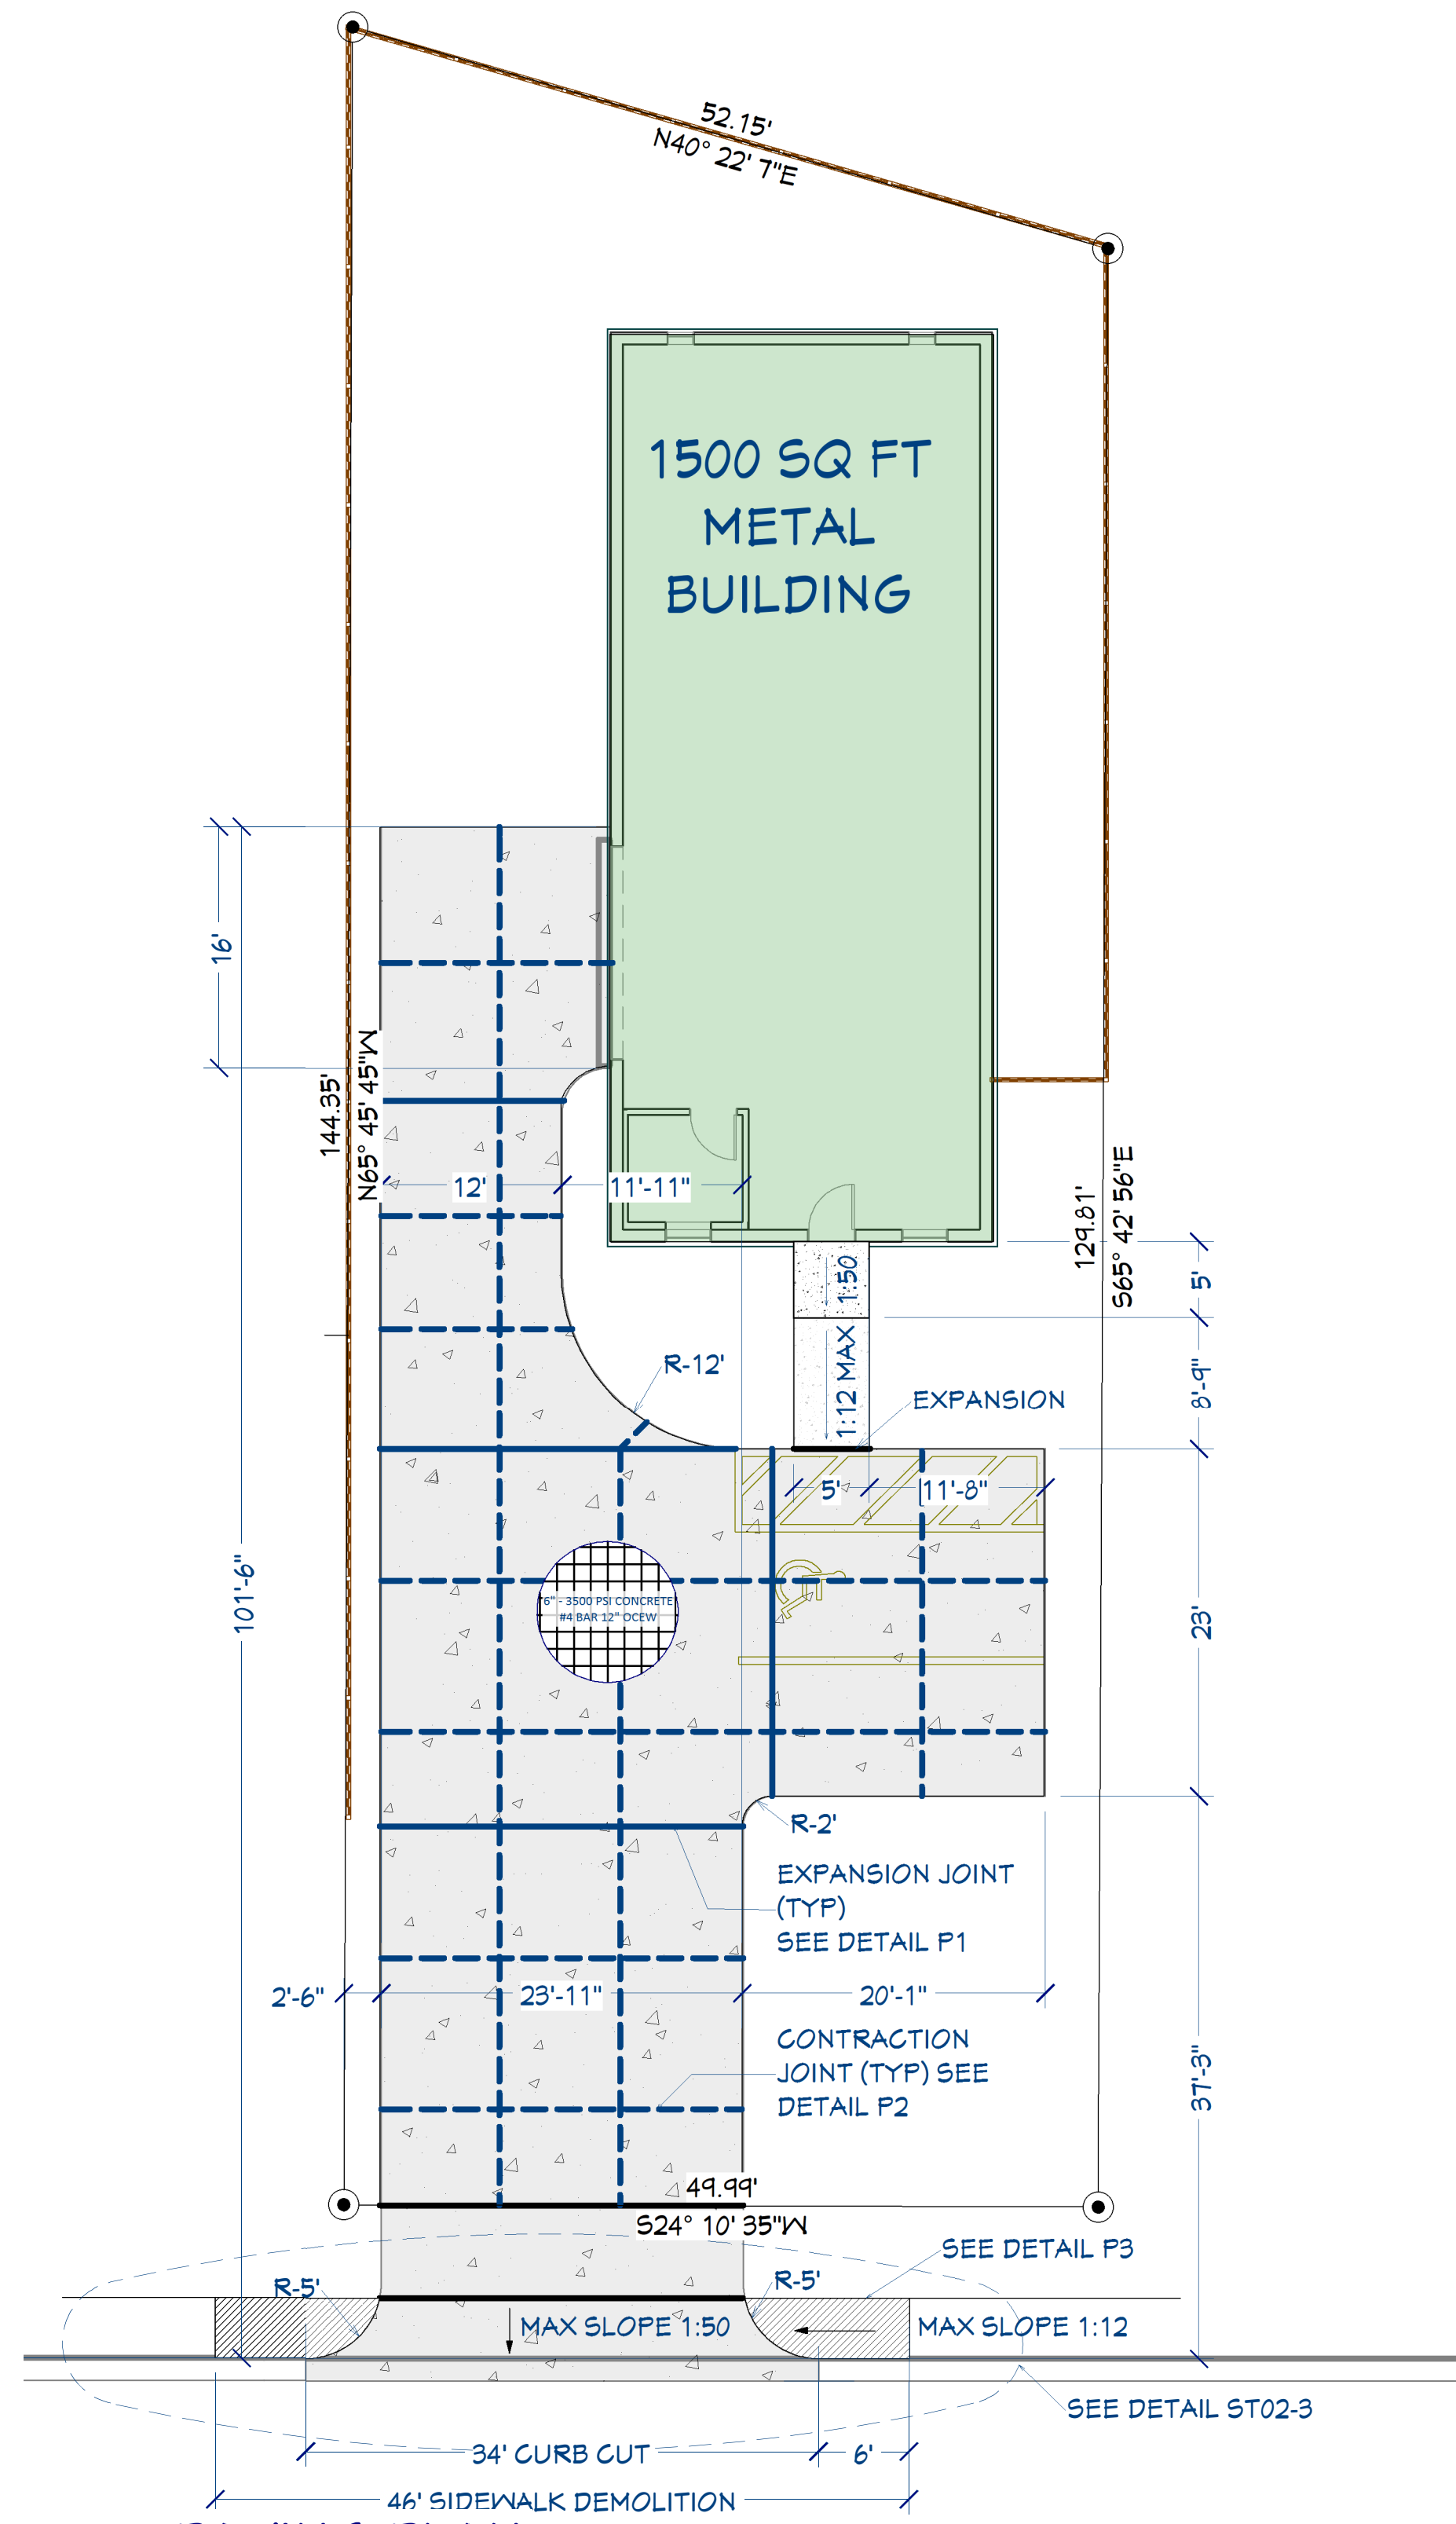 52.15'
N40° 22' 7"E
1500 SQ FT
METAL
BUILDING
16'
144.35'
N65° 45' 45"W
12'
11'-11"
129.81'
S65° 42' 56"E
1:50
5'
R-12'
1:12 MAX
8'-9"
EXPANSION
5'
11'-8"
101'-6"
6" - 3500 PSI CONCRETE
#4 BAR 12" OCEW
23'
R-2'
EXPANSION JOINT
(TYP)
SEE DETAIL P1
2'-6"
23'-11"
20'-1"
CONTRACTION
JOINT (TYP) SEE
DETAIL P2
37'-3"
49.99'
S24° 10' 35"W
SEE DETAIL P3
R-5'
R-5'
MAX SLOPE 1:50
MAX SLOPE 1:12
SEE DETAIL ST02-3
34' CURB CUT
6'
46' SIDEWALK DEMOLITION